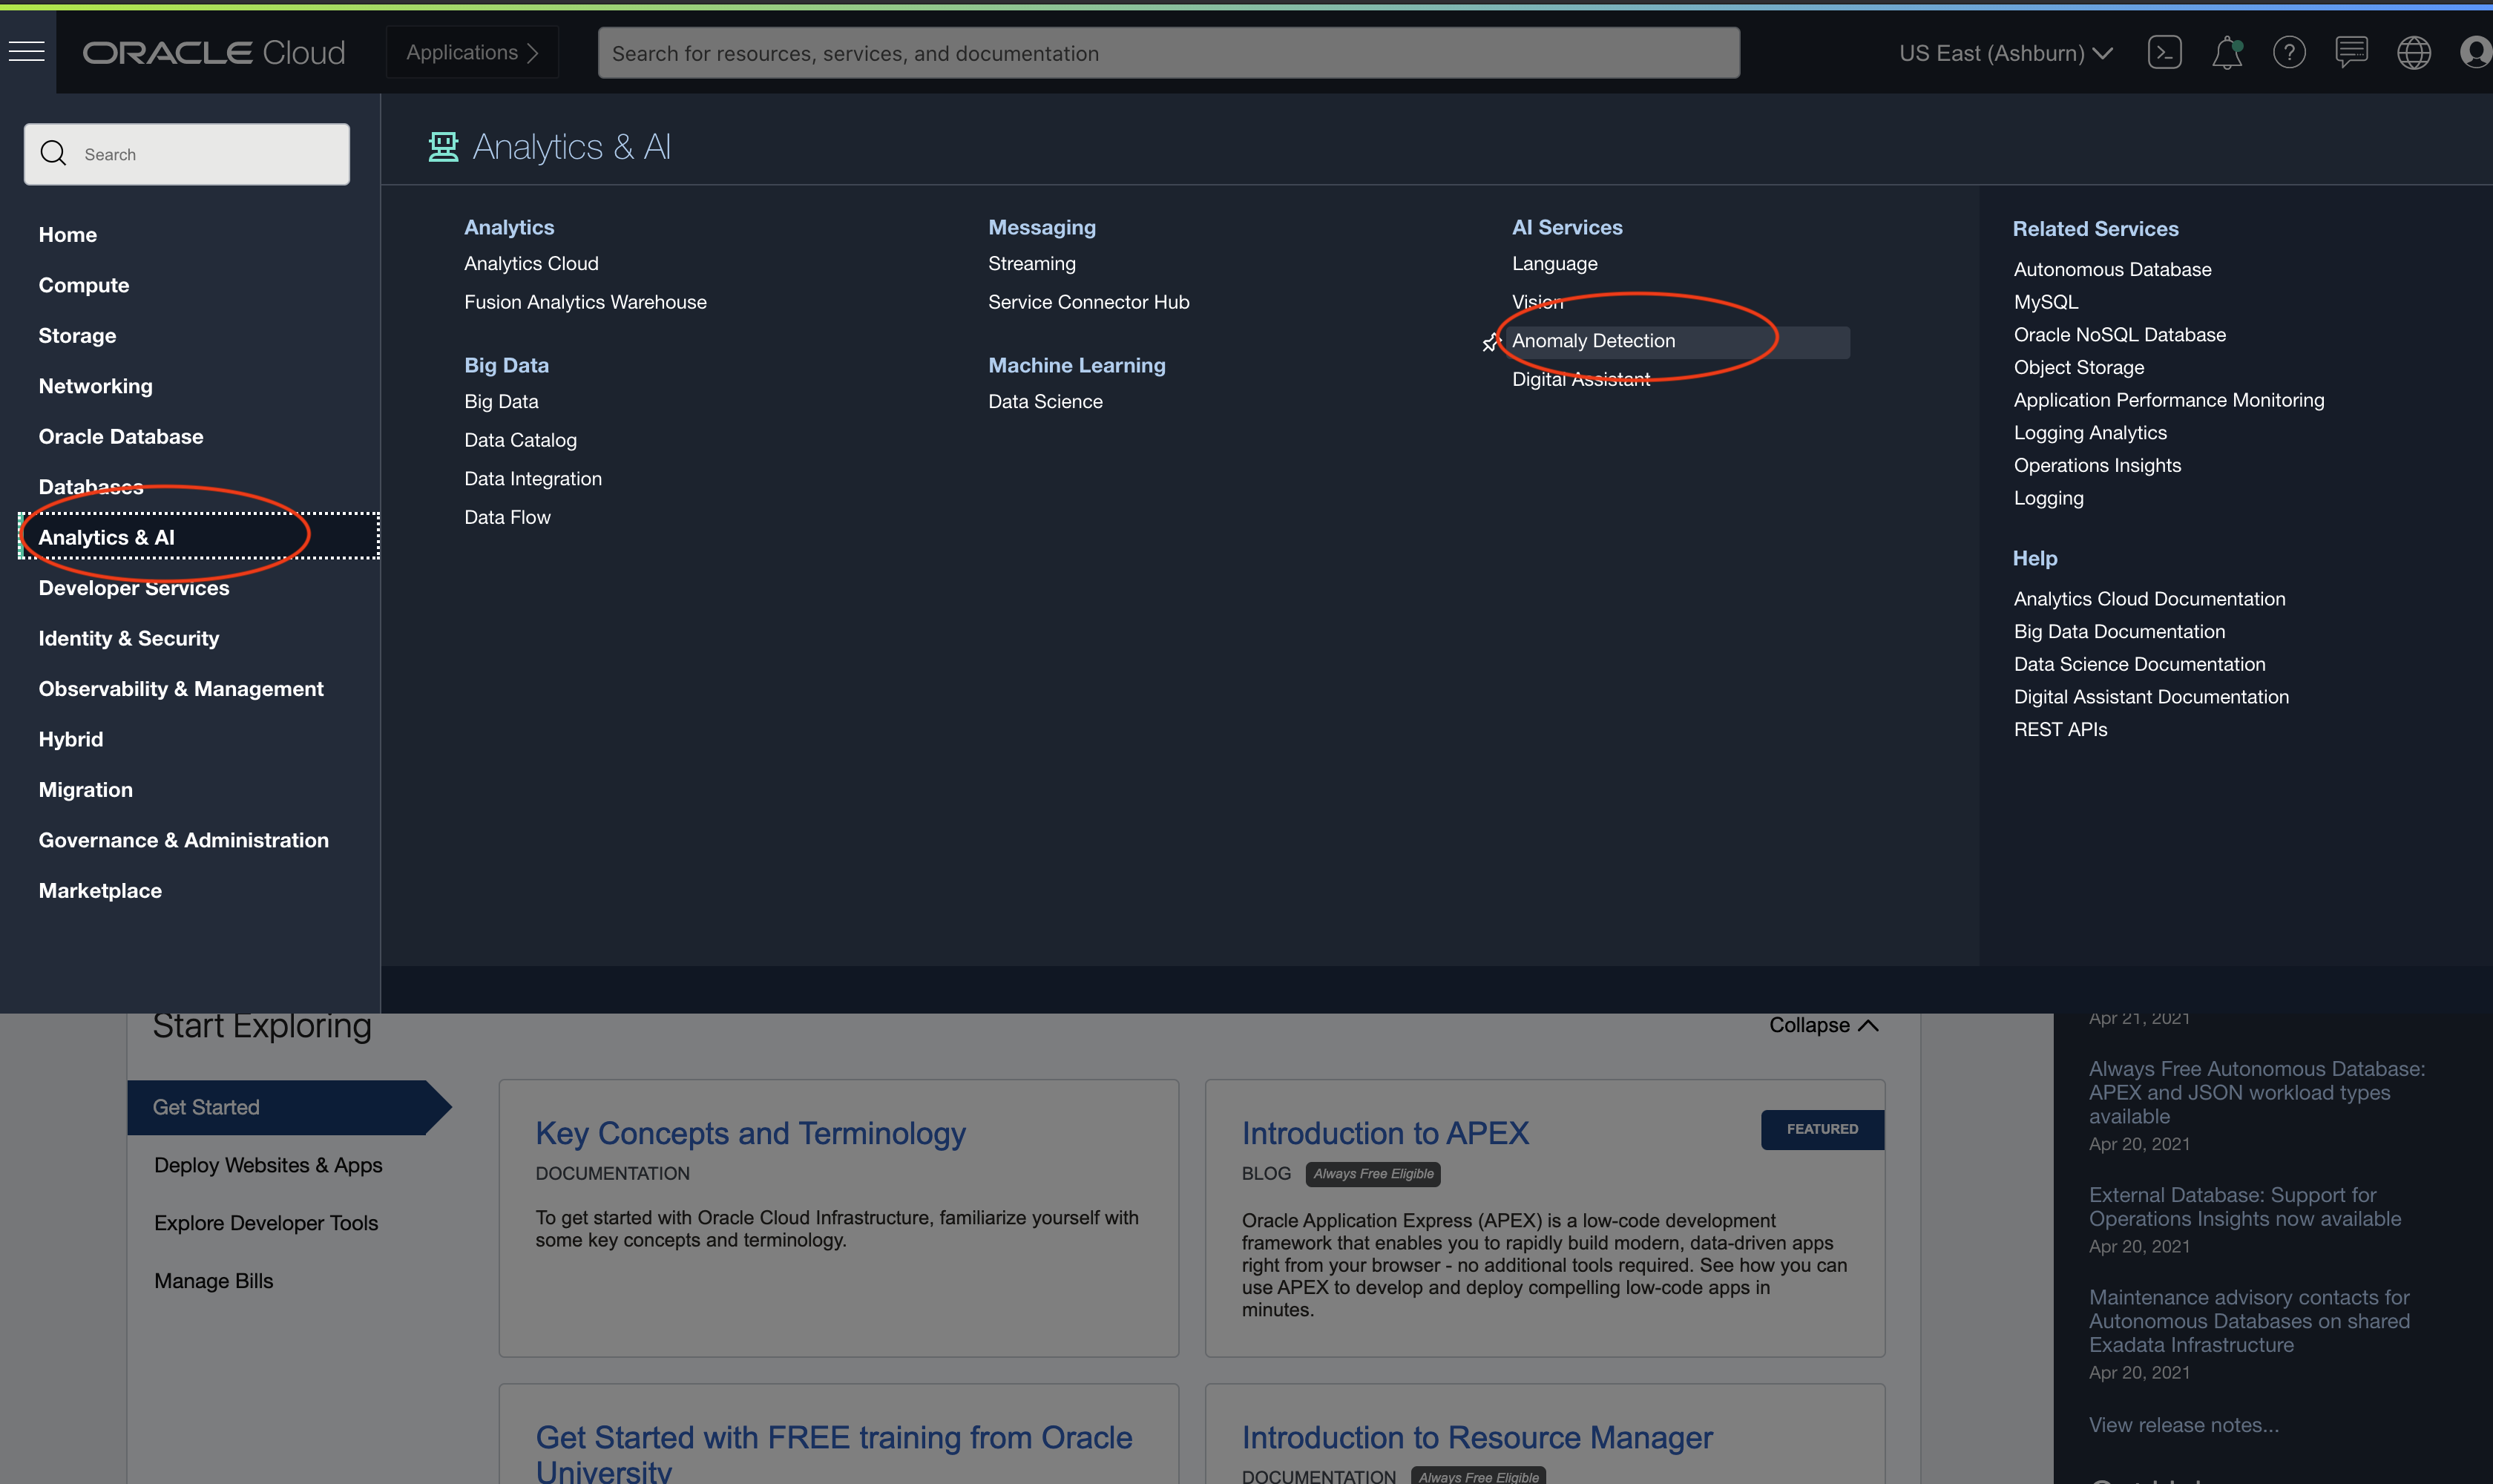 ORACLE Cloud
Applications
Search for resources, services, and documentation
US East (Ashburn)
Search
Home
Compute
Storage
Networking
Oracle Database
Databases
Analytics & AI
Developer Services
Identity & Security
Observability & Management
Hybrid
Migration
Governance & Administration
Marketplace
Analytics & AI
Analytics
Analytics Cloud
Fusion Analytics Warehouse
Big Data
Big Data
Data Catalog
Data Integration
Data Flow
Messaging
Streaming
Service Connector Hub
Machine Learning
Data Science
AI Services
Language
Vision
Anomaly Detection
Digital Assistant
Related Services
Autonomous Database
MySQL
Oracle NoSQL Database
Object Storage
Application Performance Monitoring
Logging Analytics
Operations Insights
Logging
Help
Analytics Cloud Documentation
Big Data Documentation
Data Science Documentation
Digital Assistant Documentation
REST APIs
Start Exploring
Collapse
Get Started
Deploy Websites & Apps
Explore Developer Tools
Manage Bills
Key Concepts and Terminology
DOCUMENTATION
To get started with Oracle Cloud Infrastructure, familiarize yourself with
some key concepts and terminology.
Introduction to APEX
FEATURED
BLOG
Always Free Eligible
Oracle Application Express (APEX) is a low-code development
framework that enables you to rapidly build modern, data-driven apps
right from your browser - no additional tools required. See how you can
use APEX to develop and deploy compelling low-code apps in
minutes.
Get Started with FREE training from Oracle
University
Introduction to Resource Manager
DOCUMENTATION
Always Free Eligible
Apr 21, 2021
Always Free Autonomous Database:
APEX and JSON workload types
available
Apr 20, 2021
External Database: Support for
Operations Insights now available
Apr 20, 2021
Maintenance advisory contacts for
Autonomous Databases on shared
Exadata Infrastructure
Apr 20, 2021
View release notes...